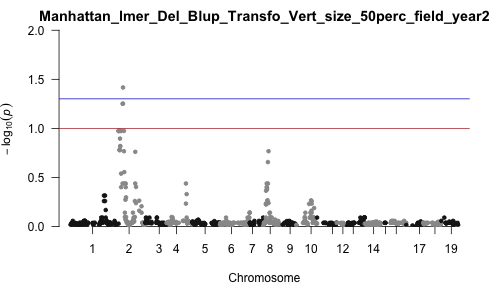 Manhattan_Imer_Del_Blup_Transfo_Vert_size_50perc_field_year2
2.0
1.5
1.0
0.5
0.0
− log10(p)
1 2 3 4 5 6 7 8 9 10 12 14 17 19
Chromosome